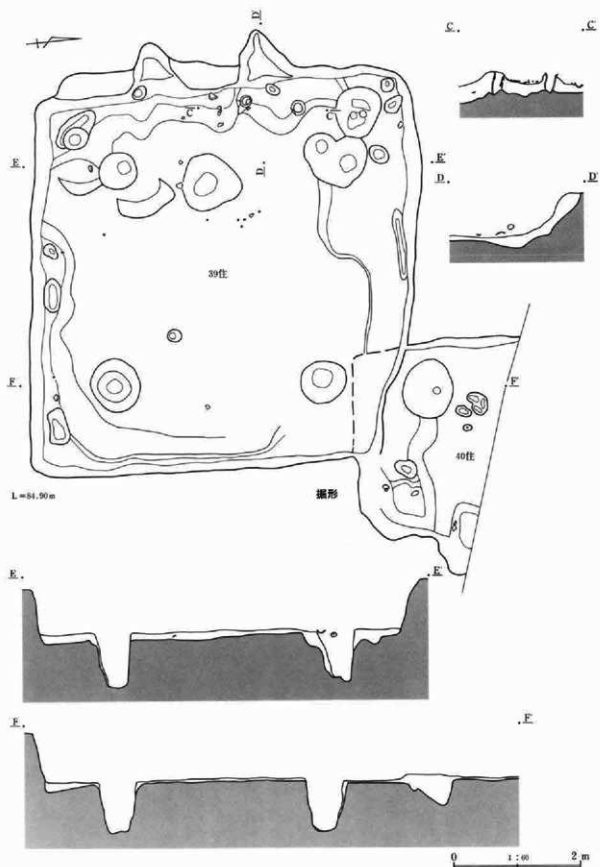 D'
C C'
C' C
E E'
D
D D'
39住
F F'
40住
L=84.90m
掘形
E E'
F F'
0 1:60 2m